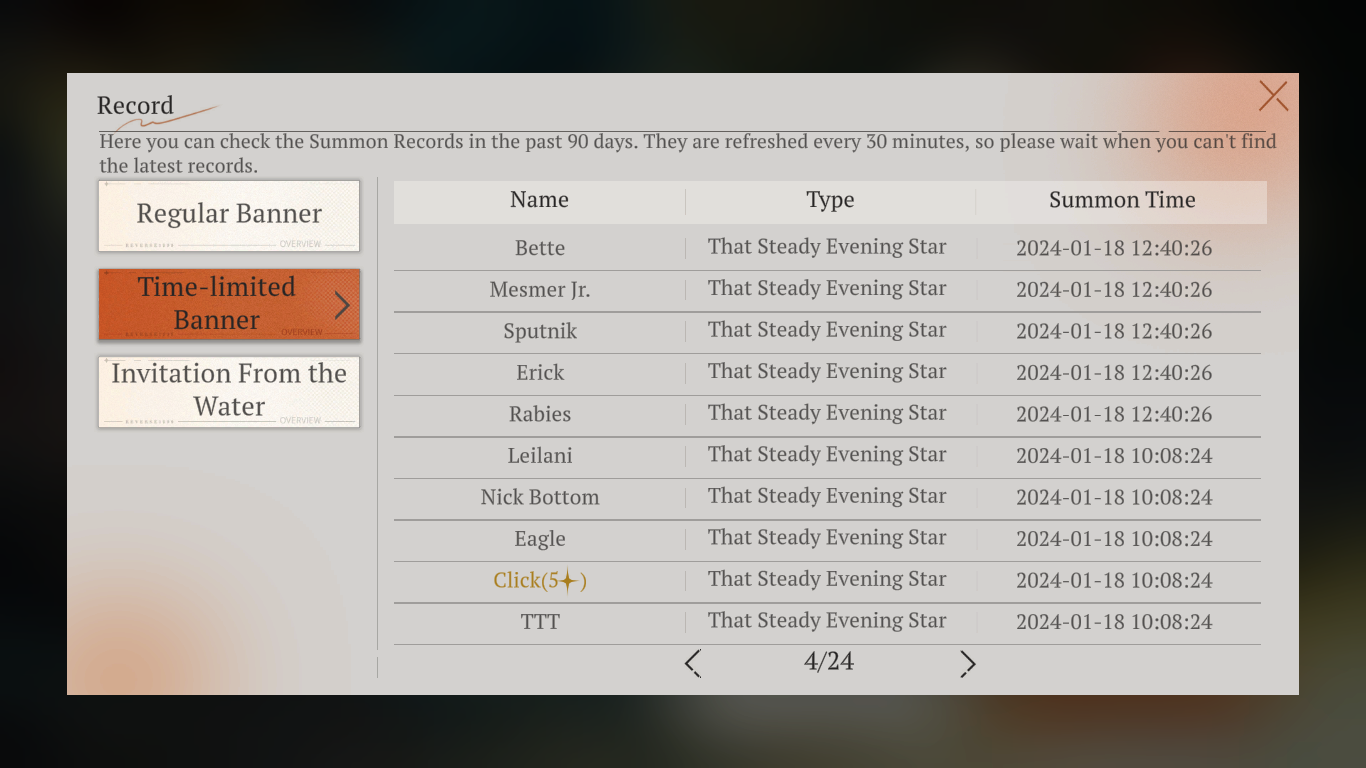 Record
Here you can check the Summon Records in the past 90 days. They are refreshed every 30 minutes, so please wait when you can't find
the latest records.
Regular Banner
OVERVIEW
Time-limited
Banner
OVERVIEW
Invitation From the
Water
OVERVIEW
Name Type Summon Time
Bette That Steady Evening Star 2024-01-18 12:40:26
Mesmer Jr. That Steady Evening Star 2024-01-18 12:40:26
Sputnik That Steady Evening Star 2024-01-18 12:40:26
Erick That Steady Evening Star 2024-01-18 12:40:26
Rabies That Steady Evening Star 2024-01-18 12:40:26
Leilani That Steady Evening Star 2024-01-18 10:08:24
Nick Bottom That Steady Evening Star 2024-01-18 10:08:24
Eagle That Steady Evening Star 2024-01-18 10:08:24
Click(5✦) That Steady Evening Star 2024-01-18 10:08:24
TTT That Steady Evening Star 2024-01-18 10:08:24
4/24